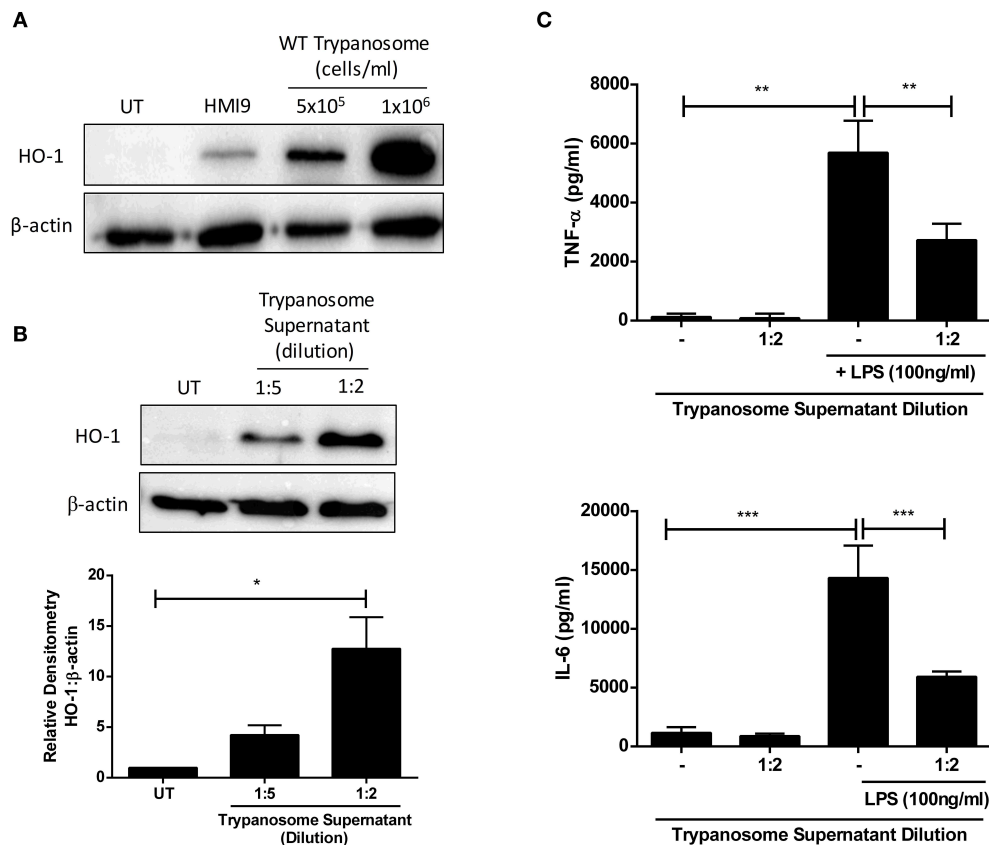 A
WT Trypanosome
(cells/ml)
UT HMI9 5x10⁵ 1x10⁶
HO-1
β-actin
B
Trypanosome
Supernatant
(dilution)
UT 1:5 1:2
HO-1
β-actin
20
15
10
5
0
Relative Densitometry
HO-1:β-actin
*
UT 1:5 1:2
Trypanosome Supernatant
(Dilution)
C
8000
6000
4000
2000
0
TNF-α (pg/ml)
** **
- 1:2 - 1:2
+ LPS (100ng/ml)
Trypanosome Supernatant Dilution
20000
15000
10000
5000
0
IL-6 (pg/ml)
*** ***
- 1:2 - 1:2
LPS (100ng/ml)
Trypanosome Supernatant Dilution